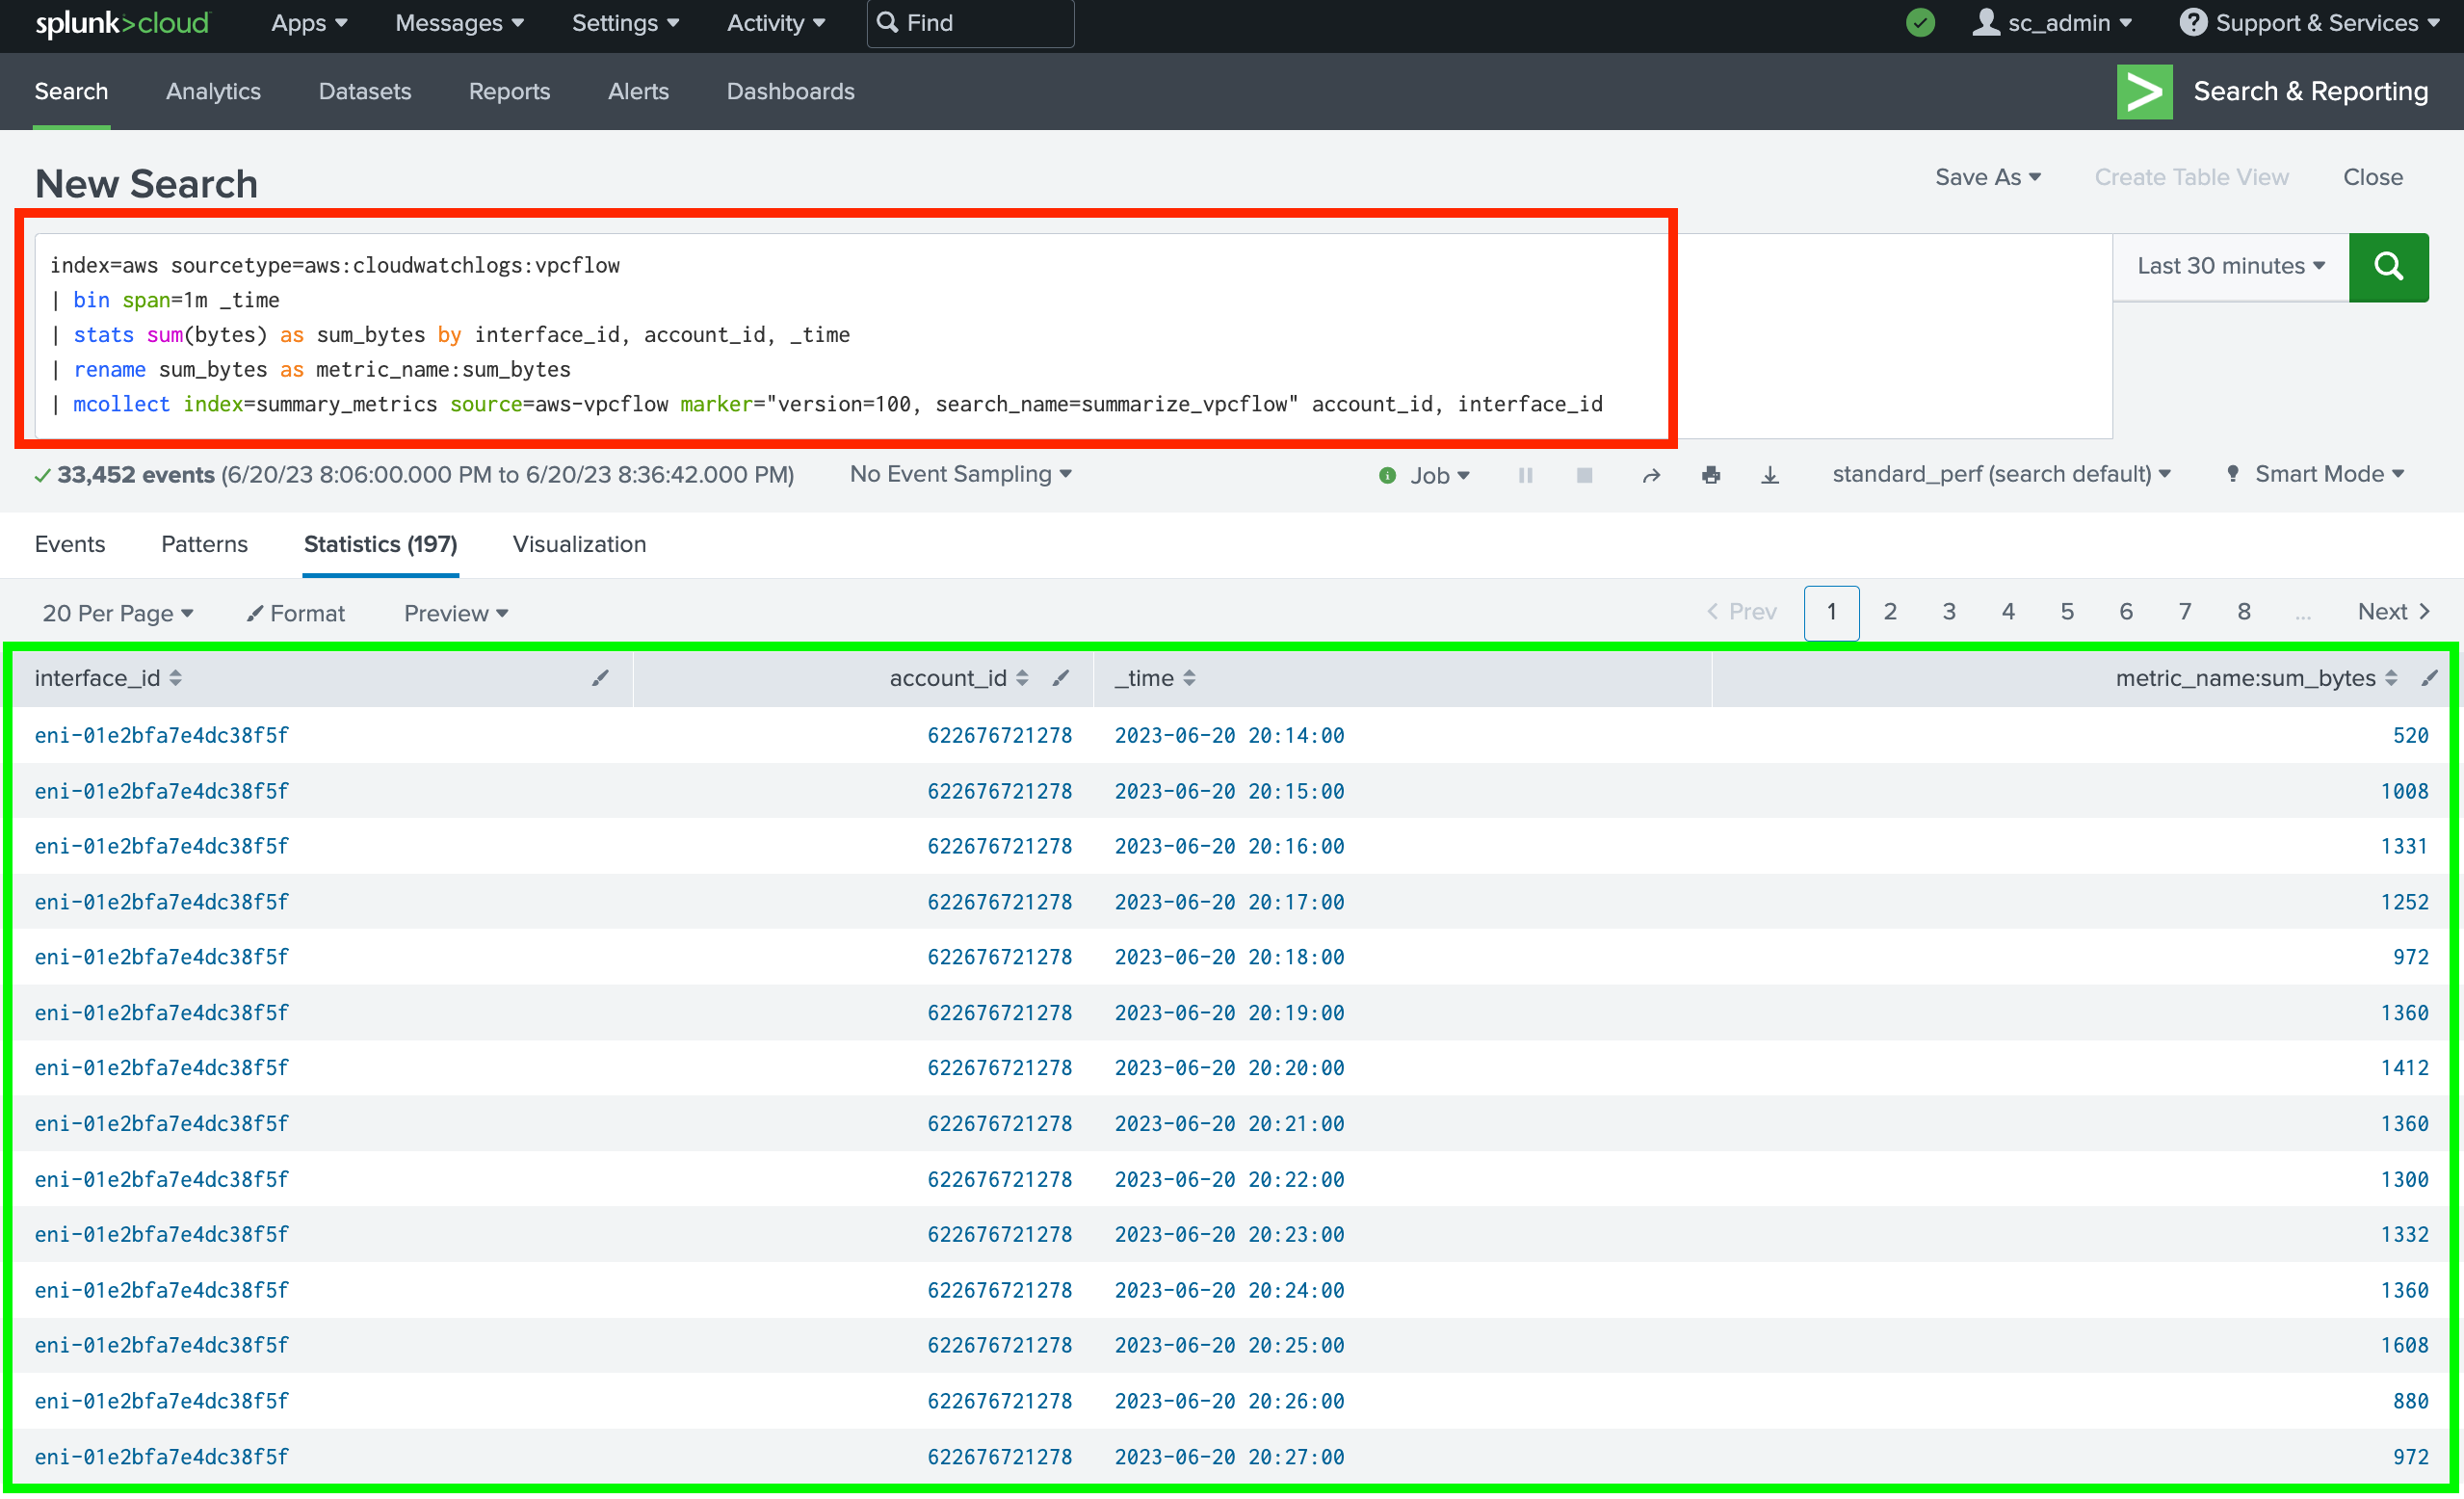 splunk>cloud Apps Messages Settings Activity Find sc_admin ? Support & Services
Search Analytics Datasets Reports Alerts Dashboards > Search & Reporting
New Search Save As Create Table View Close
index=aws sourcetype=aws:cloudwatchlogs:vpcflow Last 30 minutes
| bin span=1m _time
| stats sum(bytes) as sum_bytes by interface_id, account_id, _time
| rename sum_bytes as metric_name:sum_bytes
| mcollect index=summary_metrics source=aws-vpcflow marker="version=100, search_name=summarize_vpcflow" account_id, interface_id
33,452 events (6/20/23 8:06:00.000 PM to 6/20/23 8:36:42.000 PM) No Event Sampling i Job standard_perf (search default) Smart Mode
Events Patterns Statistics (197) Visualization
20 Per Page Format Preview < Prev 1 2 3 4 5 6 7 8 ... Next >
interface_id account_id _time metric_name:sum_bytes
eni-01e2bfa7e4dc38f5f 622676721278 2023-06-20 20:14:00 520
eni-01e2bfa7e4dc38f5f 622676721278 2023-06-20 20:15:00 1008
eni-01e2bfa7e4dc38f5f 622676721278 2023-06-20 20:16:00 1331
eni-01e2bfa7e4dc38f5f 622676721278 2023-06-20 20:17:00 1252
eni-01e2bfa7e4dc38f5f 622676721278 2023-06-20 20:18:00 972
eni-01e2bfa7e4dc38f5f 622676721278 2023-06-20 20:19:00 1360
eni-01e2bfa7e4dc38f5f 622676721278 2023-06-20 20:20:00 1412
eni-01e2bfa7e4dc38f5f 622676721278 2023-06-20 20:21:00 1360
eni-01e2bfa7e4dc38f5f 622676721278 2023-06-20 20:22:00 1300
eni-01e2bfa7e4dc38f5f 622676721278 2023-06-20 20:23:00 1332
eni-01e2bfa7e4dc38f5f 622676721278 2023-06-20 20:24:00 1360
eni-01e2bfa7e4dc38f5f 622676721278 2023-06-20 20:25:00 1608
eni-01e2bfa7e4dc38f5f 622676721278 2023-06-20 20:26:00 880
eni-01e2bfa7e4dc38f5f 622676721278 2023-06-20 20:27:00 972